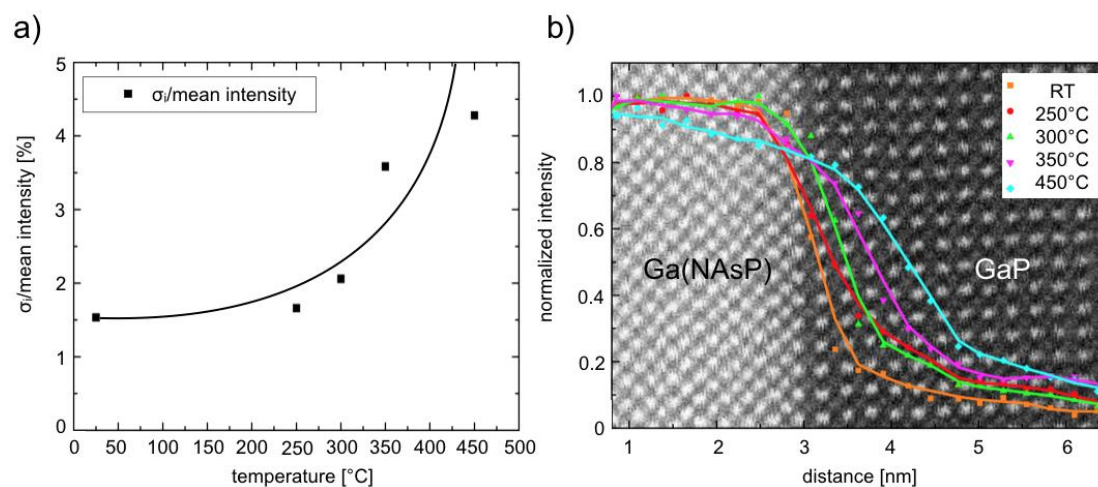 a)
b)
5
4
3
2
1
0
σᵢ/mean intensity [%]
σᵢ/mean intensity
0 50 100 150 200 250 300 350 400 450 500
temperature [°C]
1.0
0.8
0.6
0.4
0.2
0
normalized intensity
RT
250°C
300°C
350°C
450°C
Ga(NAsP)
GaP
1 2 3 4 5 6
distance [nm]